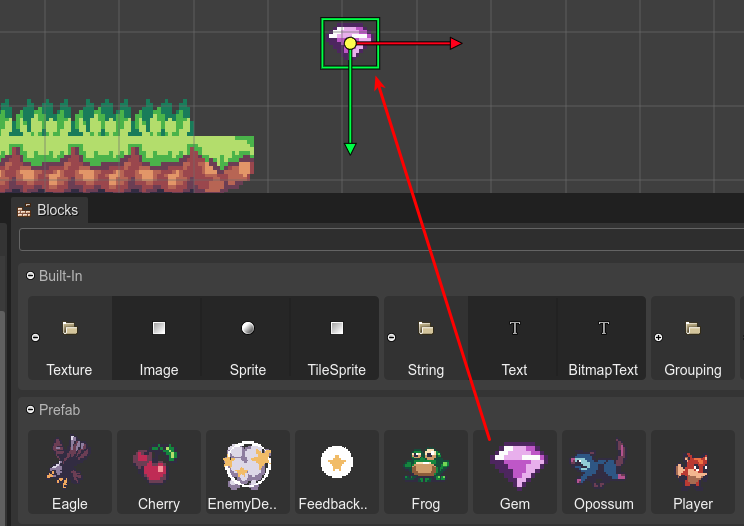 Blocks
Built-In
Texture
Image
Sprite
TileSprite
String
Text
BitmapText
Grouping
Prefab
Eagle
Cherry
EnemyDe..
Feedback..
Frog
Gem
Opossum
Player